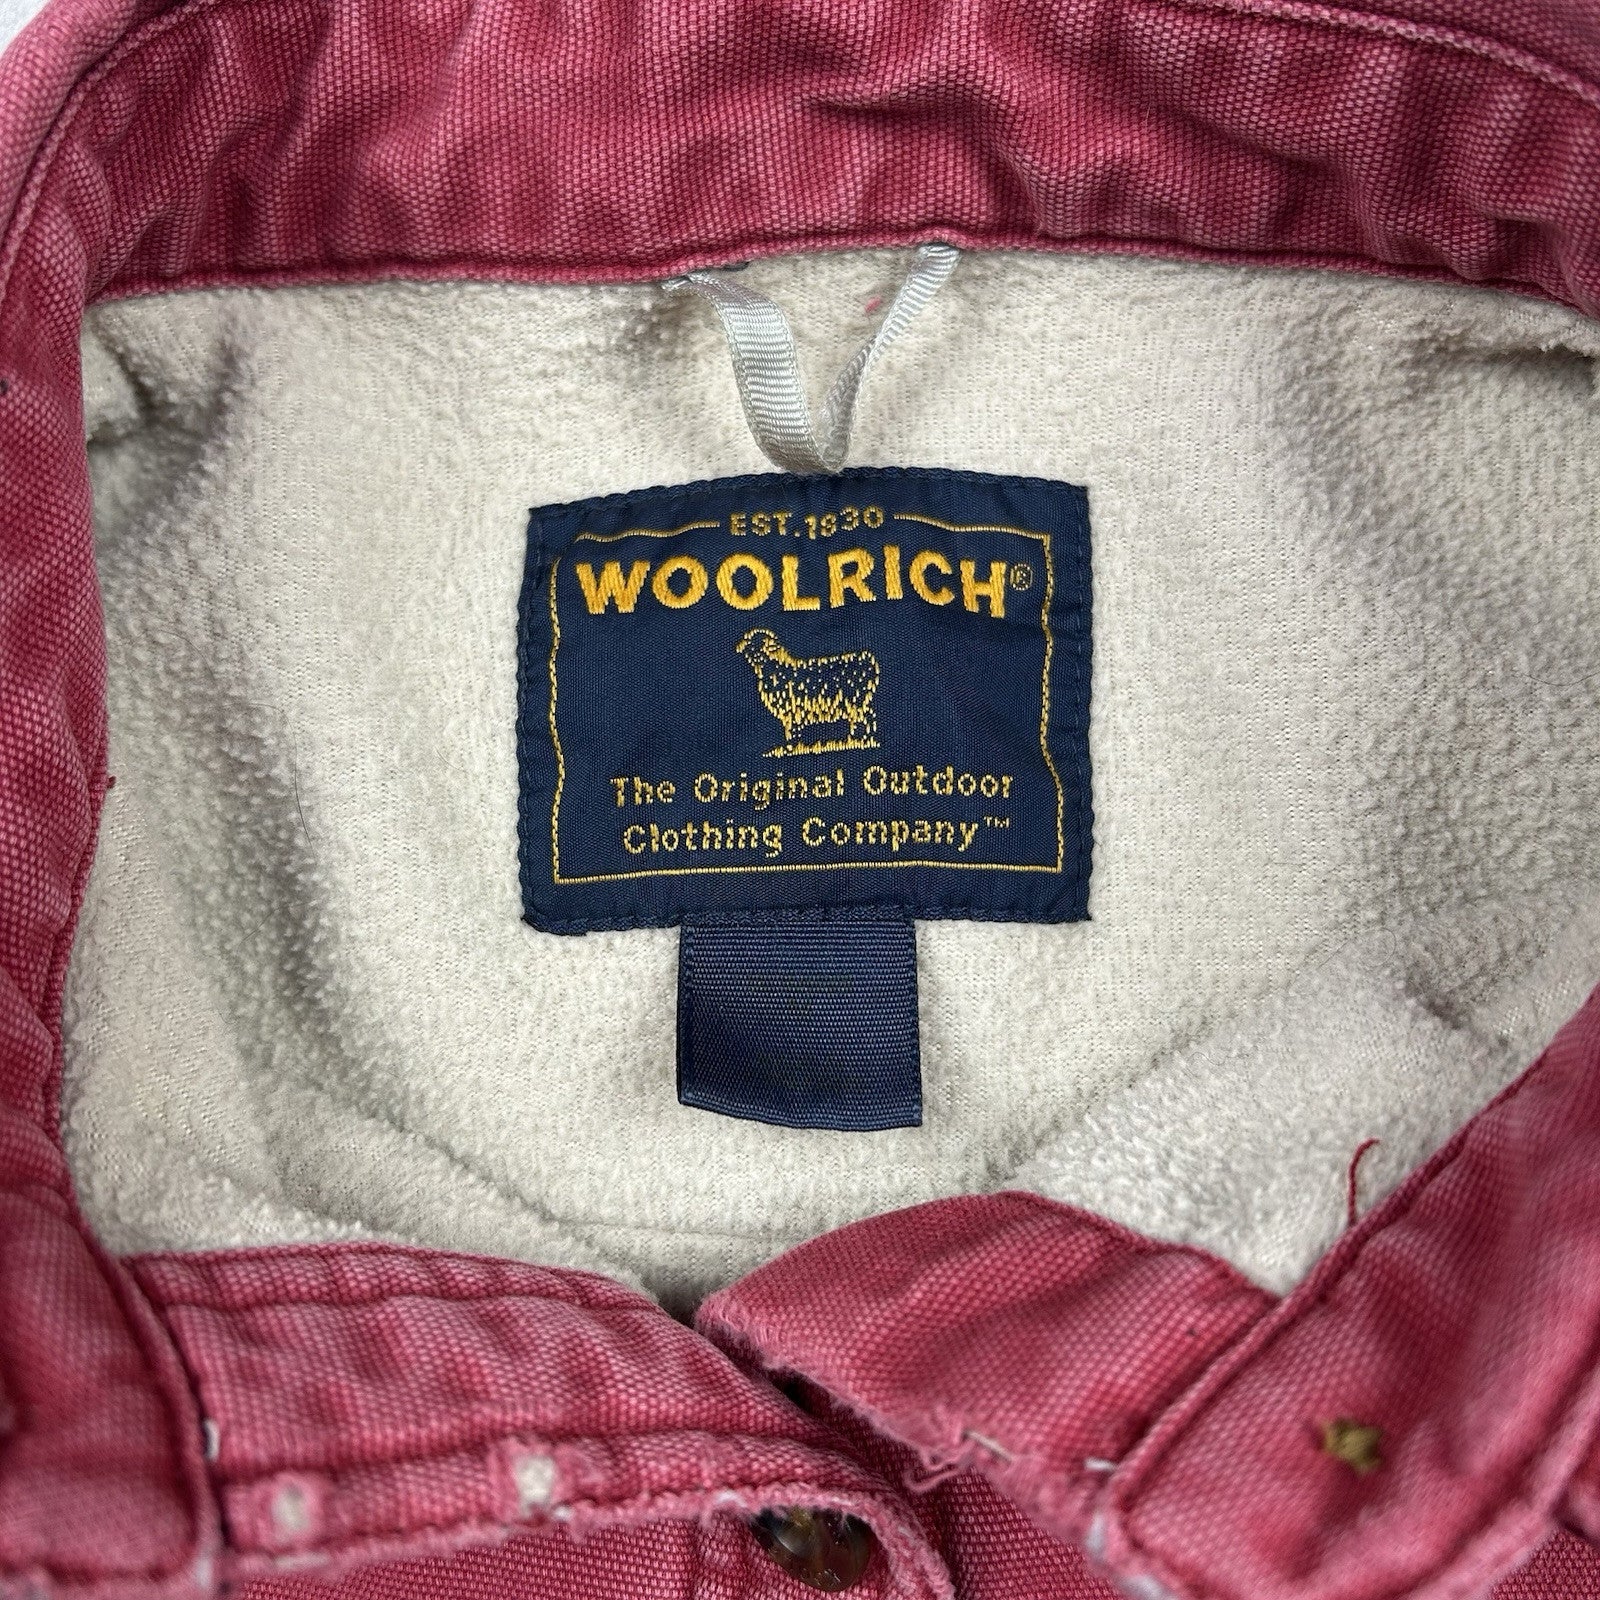 EST. 1830
WOOLRICH®
The Original Outdoor
Clothing Company™